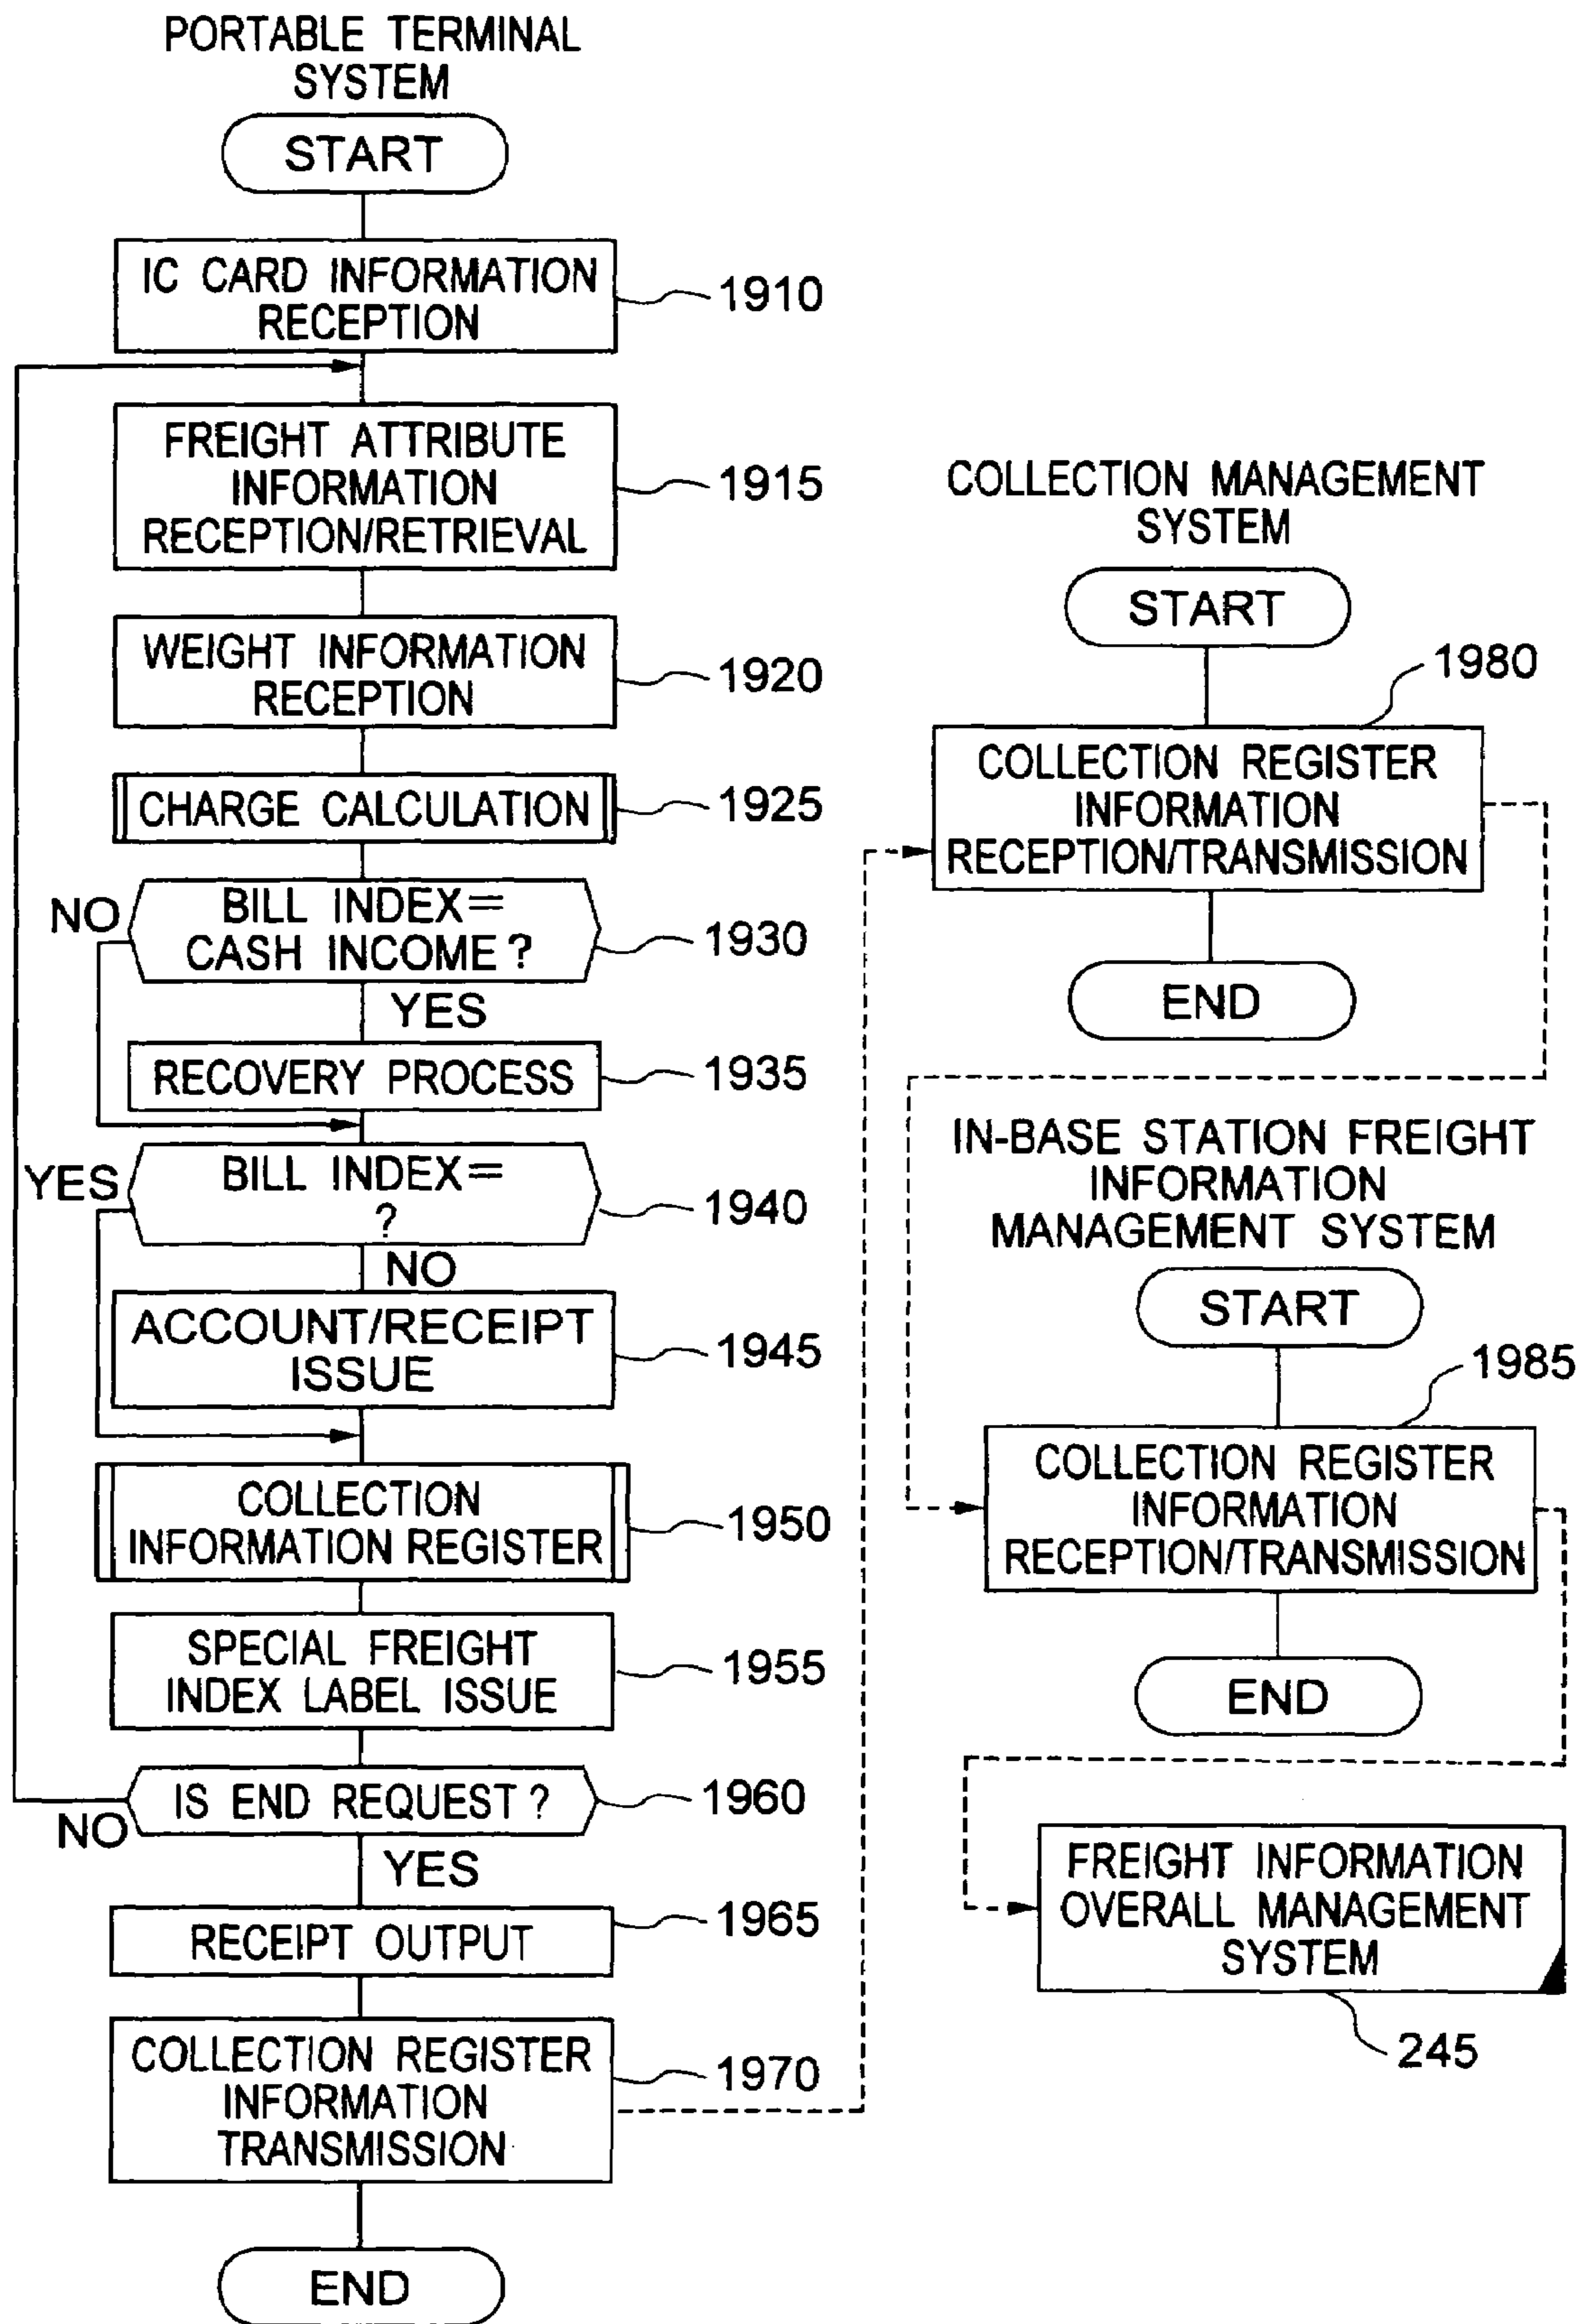 PORTABLE TERMINAL
SYSTEM
START
IC CARD INFORMATION
RECEPTION
1910
FREIGHT ATTRIBUTE
INFORMATION
RECEPTION/RETRIEVAL
1915
WEIGHT INFORMATION
RECEPTION
1920
CHARGE CALCULATION
1925
NO
BILL INDEX=
CASH INCOME?
1930
YES
RECOVERY PROCESS
1935
YES
BILL INDEX=
?
1940
NO
ACCOUNT/RECEIPT
ISSUE
1945
COLLECTION
INFORMATION REGISTER
1950
SPECIAL FREIGHT
INDEX LABEL ISSUE
1955
IS END REQUEST?
1960
NO
YES
RECEIPT OUTPUT
1965
COLLECTION REGISTER
INFORMATION
TRANSMISSION
1970
END
COLLECTION MANAGEMENT
SYSTEM
START
1980
COLLECTION REGISTER
INFORMATION
RECEPTION/TRANSMISSION
END
IN-BASE STATION FREIGHT
INFORMATION
MANAGEMENT SYSTEM
START
1985
COLLECTION REGISTER
INFORMATION
RECEPTION/TRANSMISSION
END
FREIGHT INFORMATION
OVERALL MANAGEMENT
SYSTEM
245